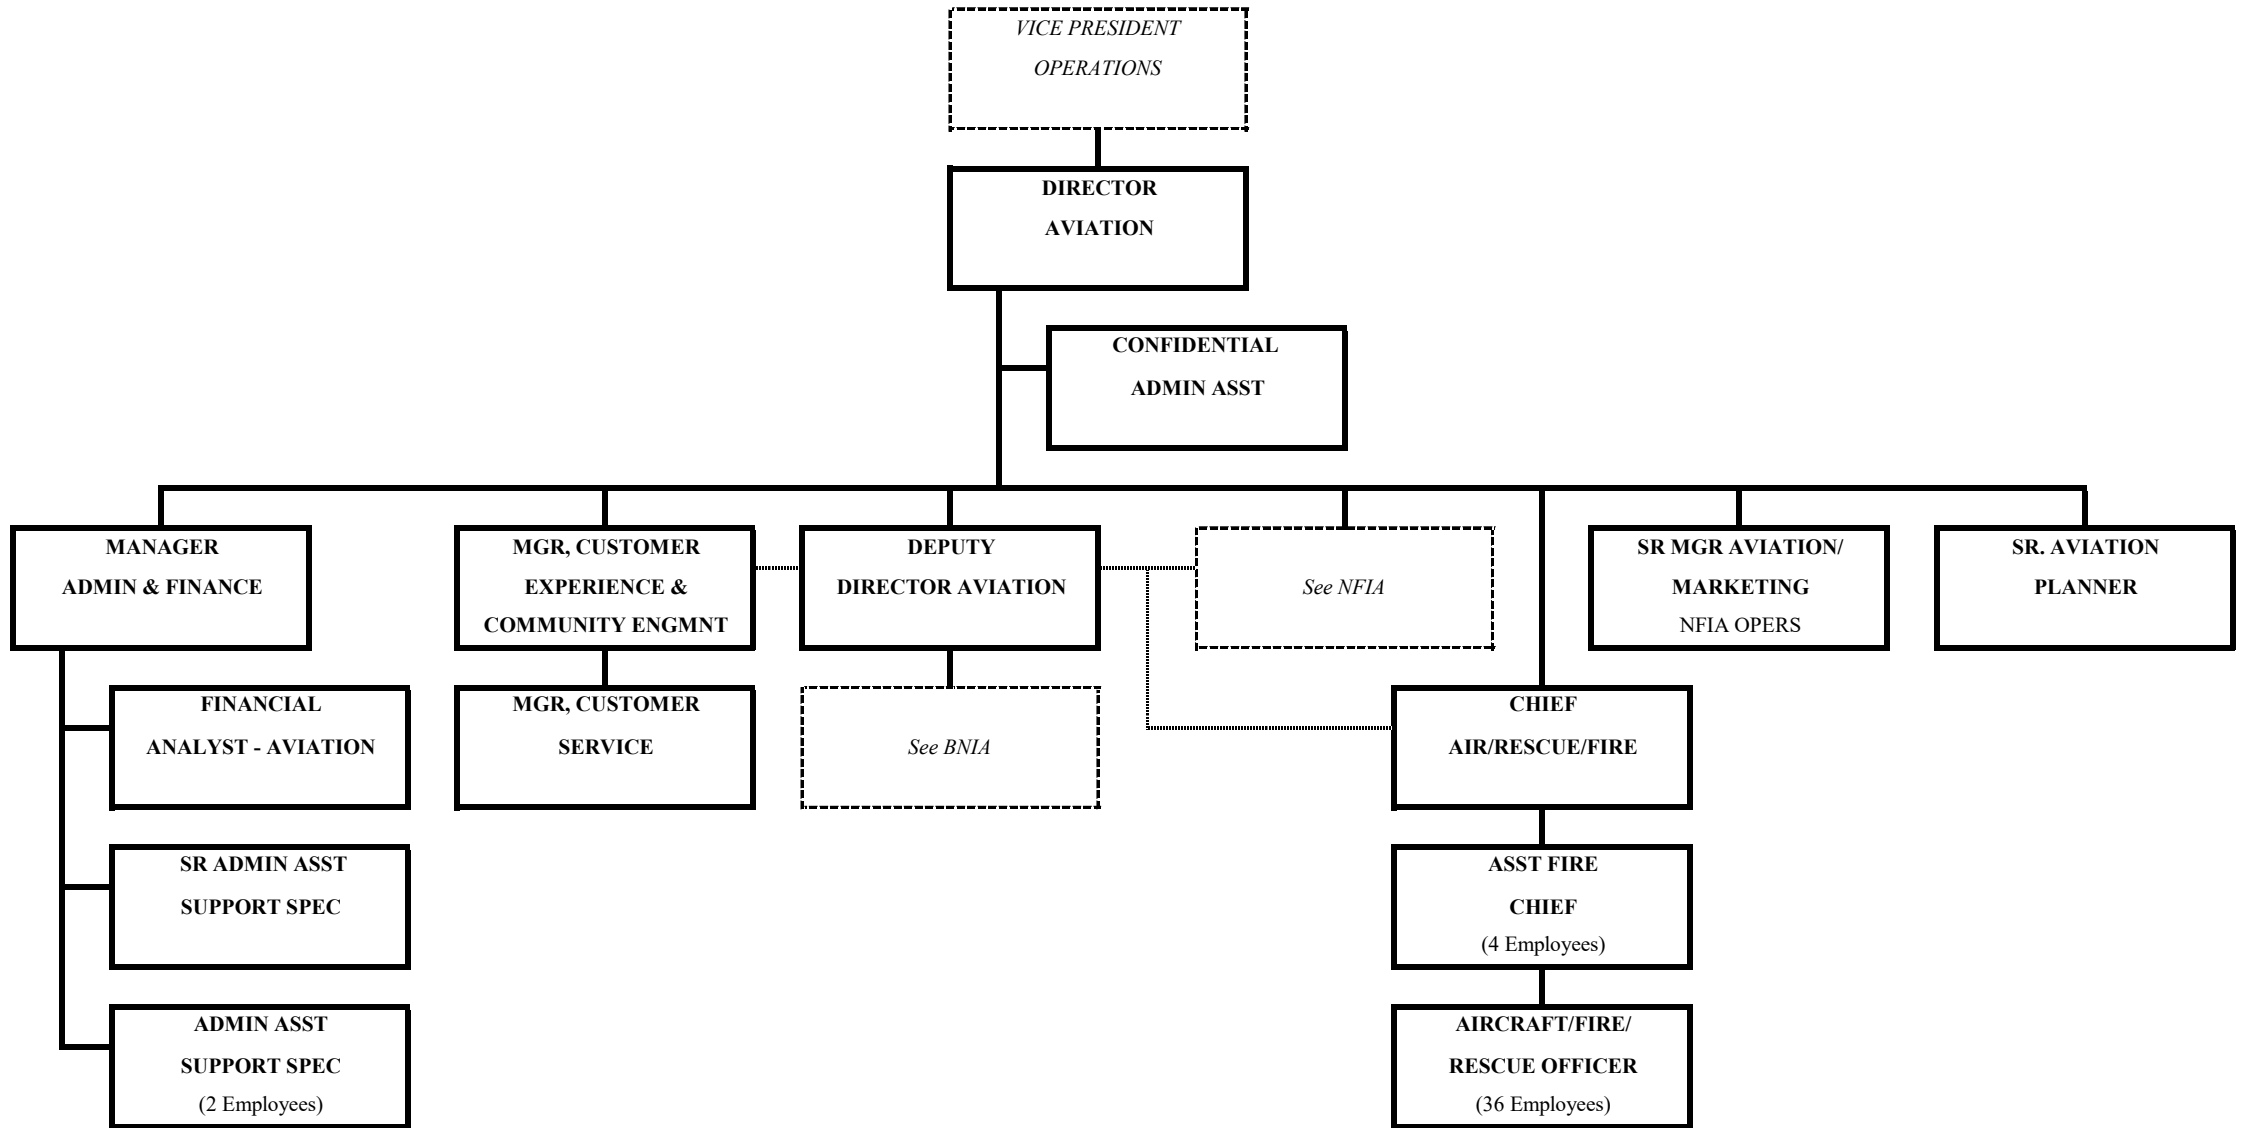 VICE PRESIDENT
OPERATIONS
DIRECTOR
AVIATION
CONFIDENTIAL
ADMIN ASST
MANAGER
ADMIN & FINANCE
MGR, CUSTOMER
EXPERIENCE &
COMMUNITY ENGMNT
DEPUTY
DIRECTOR AVIATION
See NFIA
SR MGR AVIATION/
MARKETING
NFIA OPERS
SR. AVIATION
PLANNER
FINANCIAL
ANALYST - AVIATION
MGR, CUSTOMER
SERVICE
See BNIA
CHIEF
AIR/RESCUE/FIRE
SR ADMIN ASST
SUPPORT SPEC
ASST FIRE
CHIEF
(4 Employees)
ADMIN ASST
SUPPORT SPEC
(2 Employees)
AIRCRAFT/FIRE/
RESCUE OFFICER
(36 Employees)